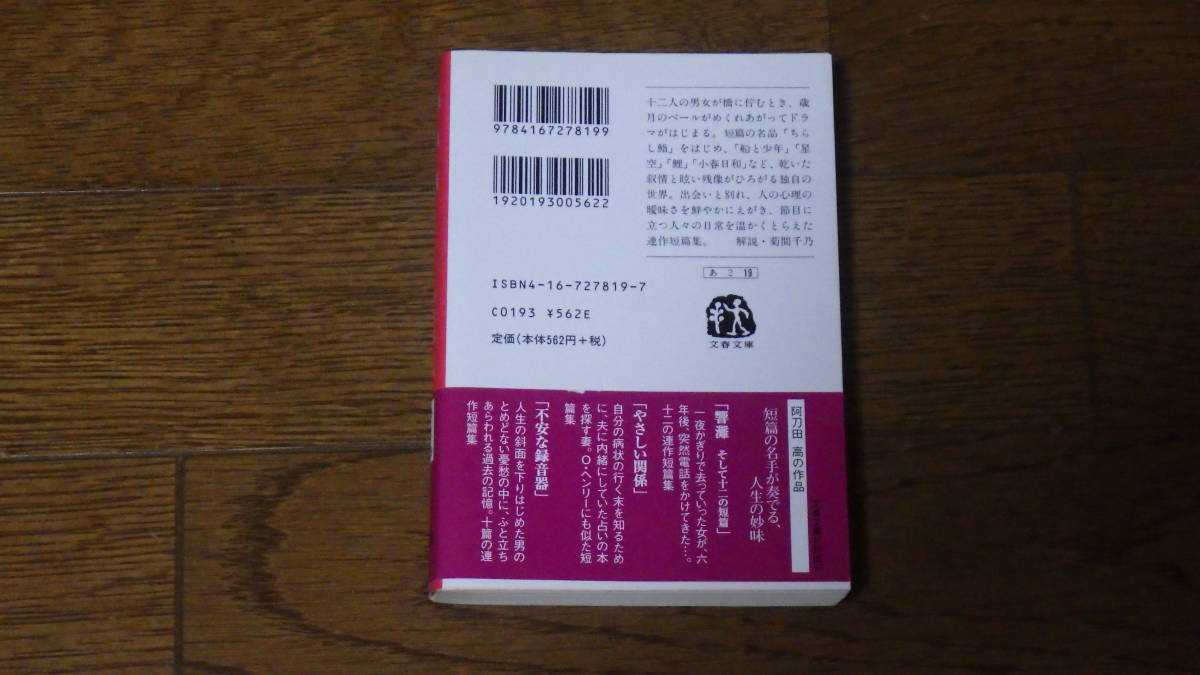 9784167278199
1920193005622
ISBN4-16-727819-7
C0193 ¥562E
定価(本体562円+税)
十二人の男女が橋に佇むとき、歳
月のベールがめくれあがってドラ
マがはじまる。短篇の名品「ちら
し鮨」をはじめ、「船と少年」「星
空」「鯉」「小春日和」など、乾いた
叙情と眩い残像がひろがる独自の
世界。出会いと別れ、人の心理の
曖昧さを鮮やかにえがき、節目に
立つ人々の日常を温かくとらえた
連作短篇集。 解説・菊間千乃
あ 2 19
文春文庫
阿刀田 高の作品
短篇の名手が奏でる、
人生の妙味
「響灘 そして十二の短篇」
一夜かぎりで去っていった女が、六
年後、突然電話をかけてきた…。
十二の連作短篇集
「やさしい関係」
自分の病状の行く末を知るため
に、夫に内緒にしていた占いの本
を探す妻。O・ヘンリーにも似た短
篇集
「不安な録音器」
人生の斜面を下りはじめた男の
とめどない憂愁の中に、ふと立ち
あらわれる過去の記憶。十篇の連
作短篇集